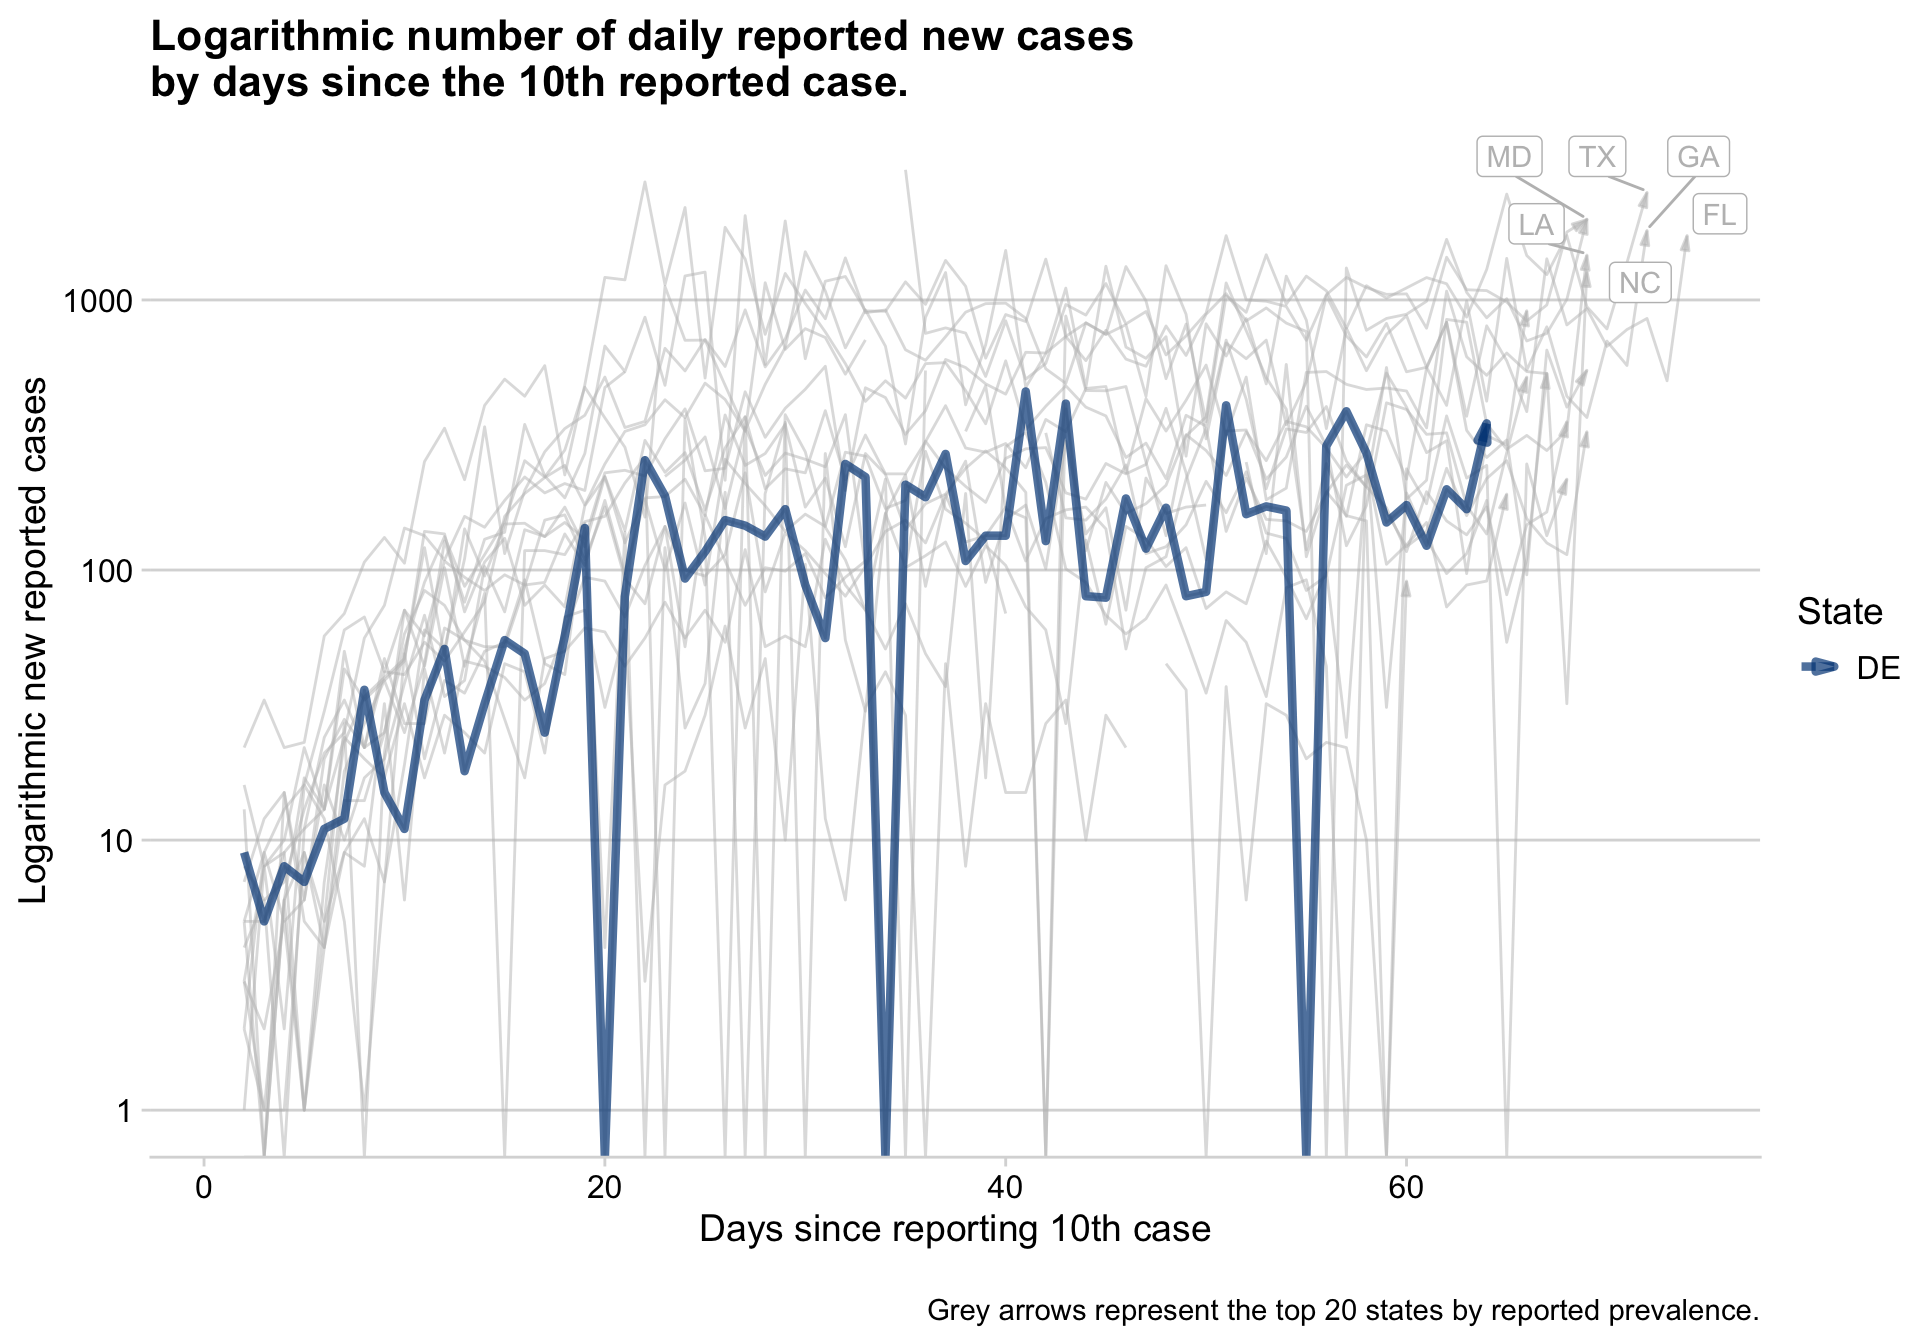 Logarithmic number of daily reported new cases
by days since the 10th reported case.
MD
TX
GA
LA
FL
NC
1000
100
10
1
Logarithmic new reported cases
0
20
40
60
Days since reporting 10th case
State
DE
Grey arrows represent the top 20 states by reported prevalence.